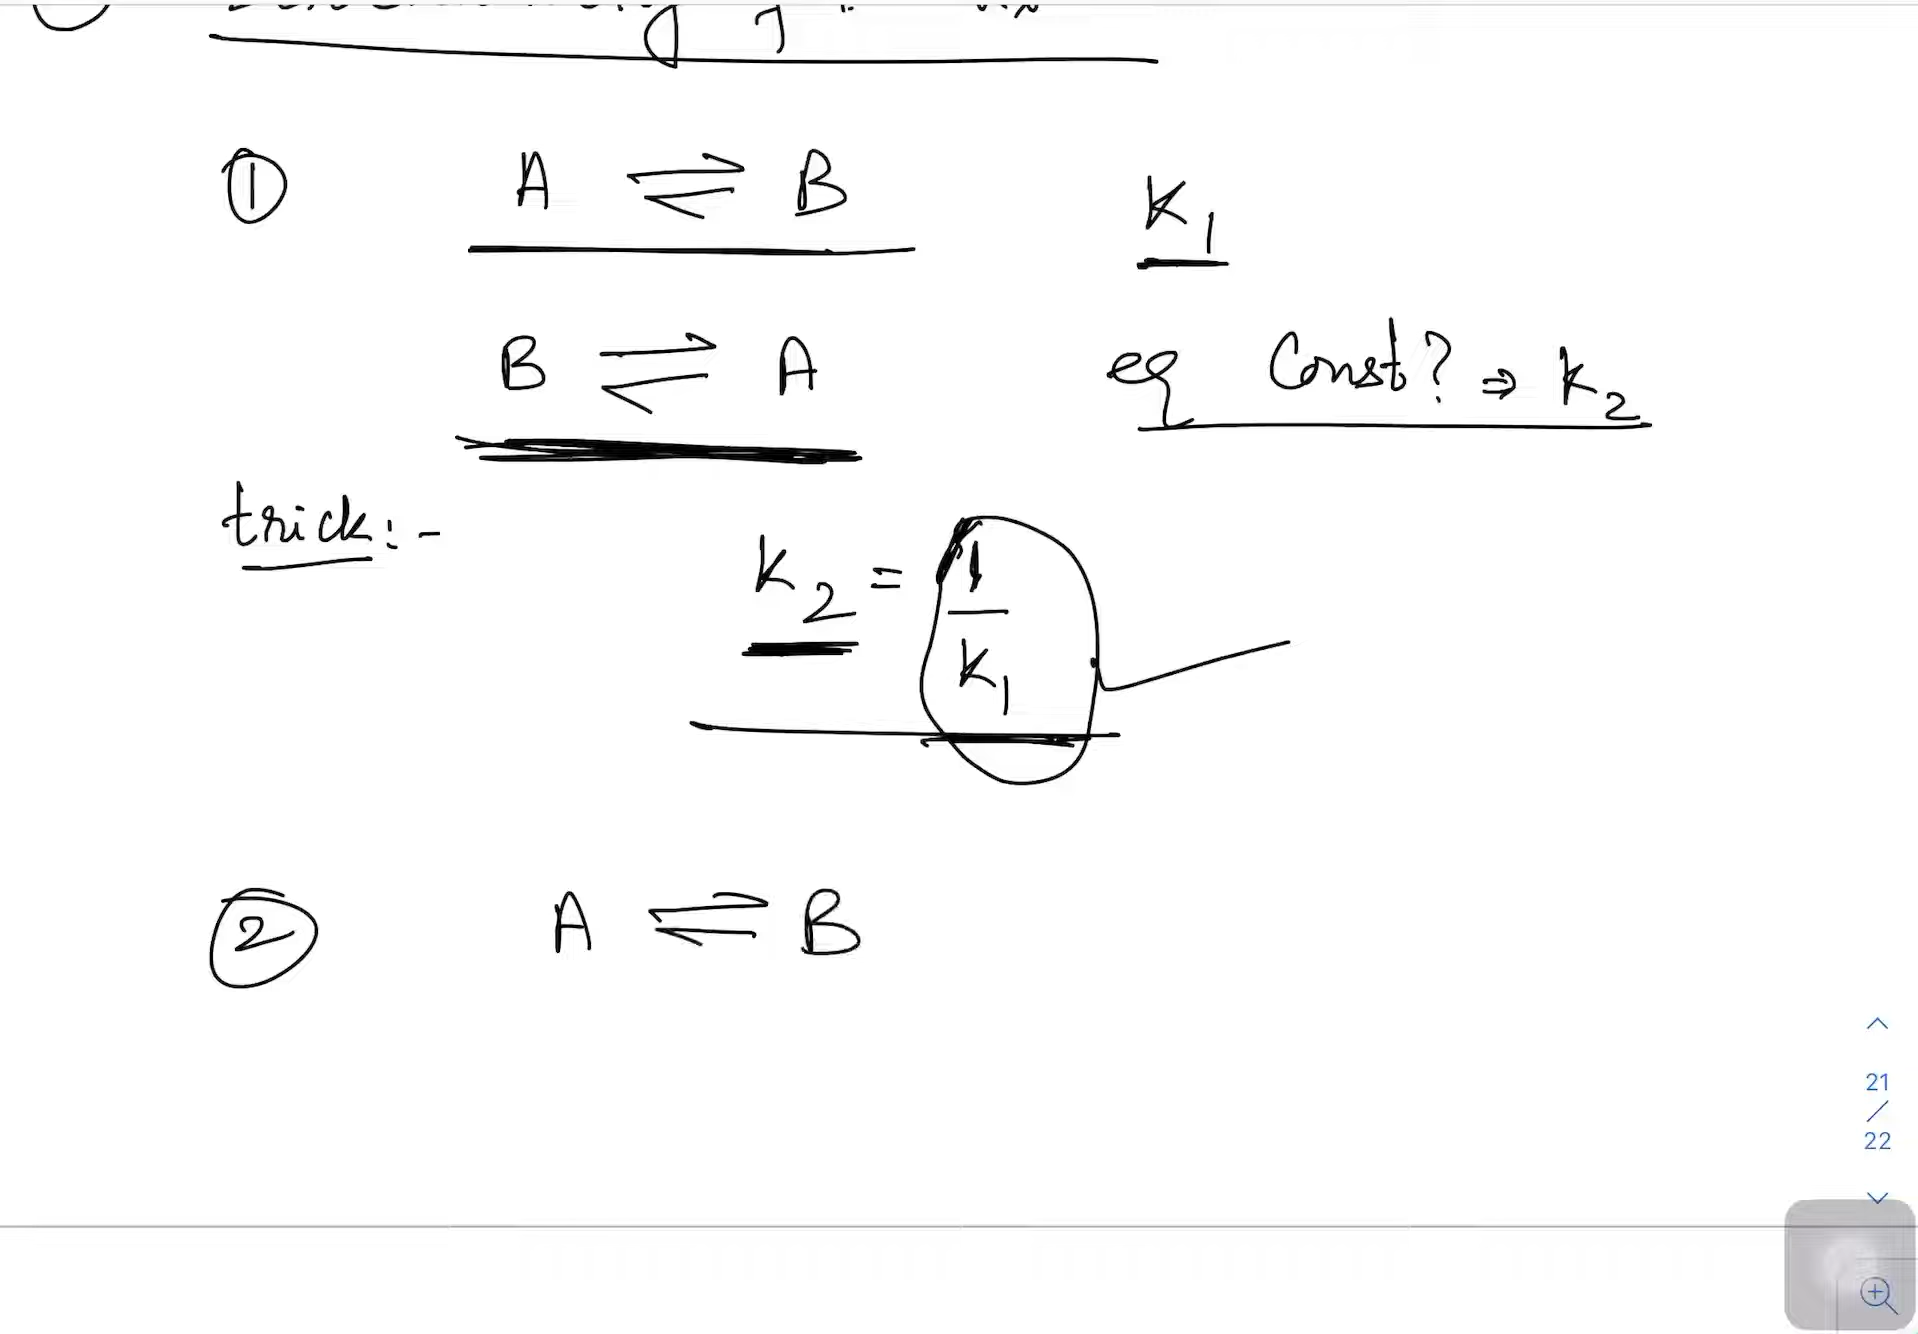 ① A ⇌ B K₁
B ⇌ A eq Const? ⇒ K₂
trick:-
K₂ = 1/K₁
② A ⇌ B
21
/
22